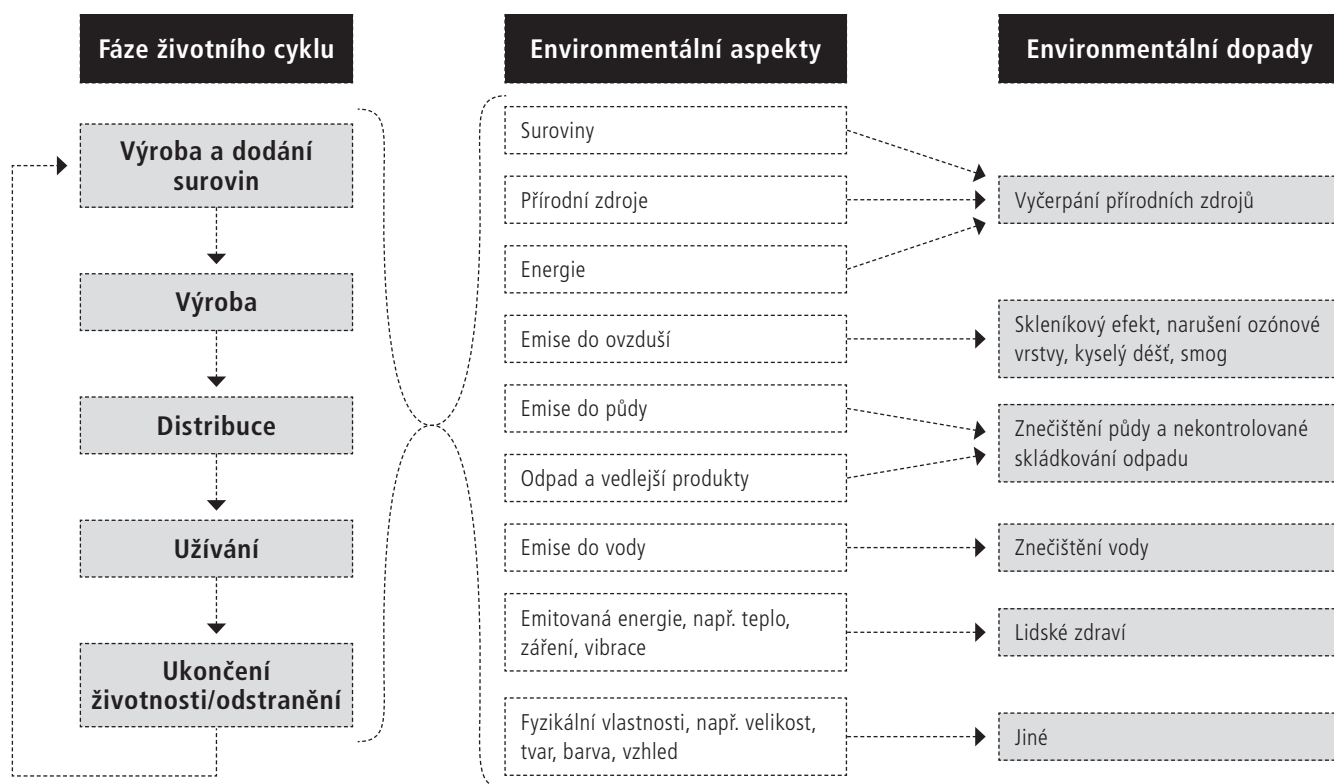 Fáze životního cyklu
Výroba a dodání
surovin
Výroba
Distribuce
Užívání
Ukončení
životnosti/odstranění
Environmentální aspekty
Suroviny
Přírodní zdroje
Energie
Emise do ovzduší
Emise do půdy
Odpad a vedlejší produkty
Emise do vody
Emitovaná energie, např. teplo,
záření, vibrace
Fyzikální vlastnosti, např. velikost,
tvar, barva, vzhled
Environmentální dopady
Vyčerpání přírodních zdrojů
Skleníkový efekt, narušení ozónové
vrstvy, kyselý déšť, smog
Znečištění půdy a nekontrolované
skládkování odpadu
Znečištění vody
Lidské zdraví
Jiné